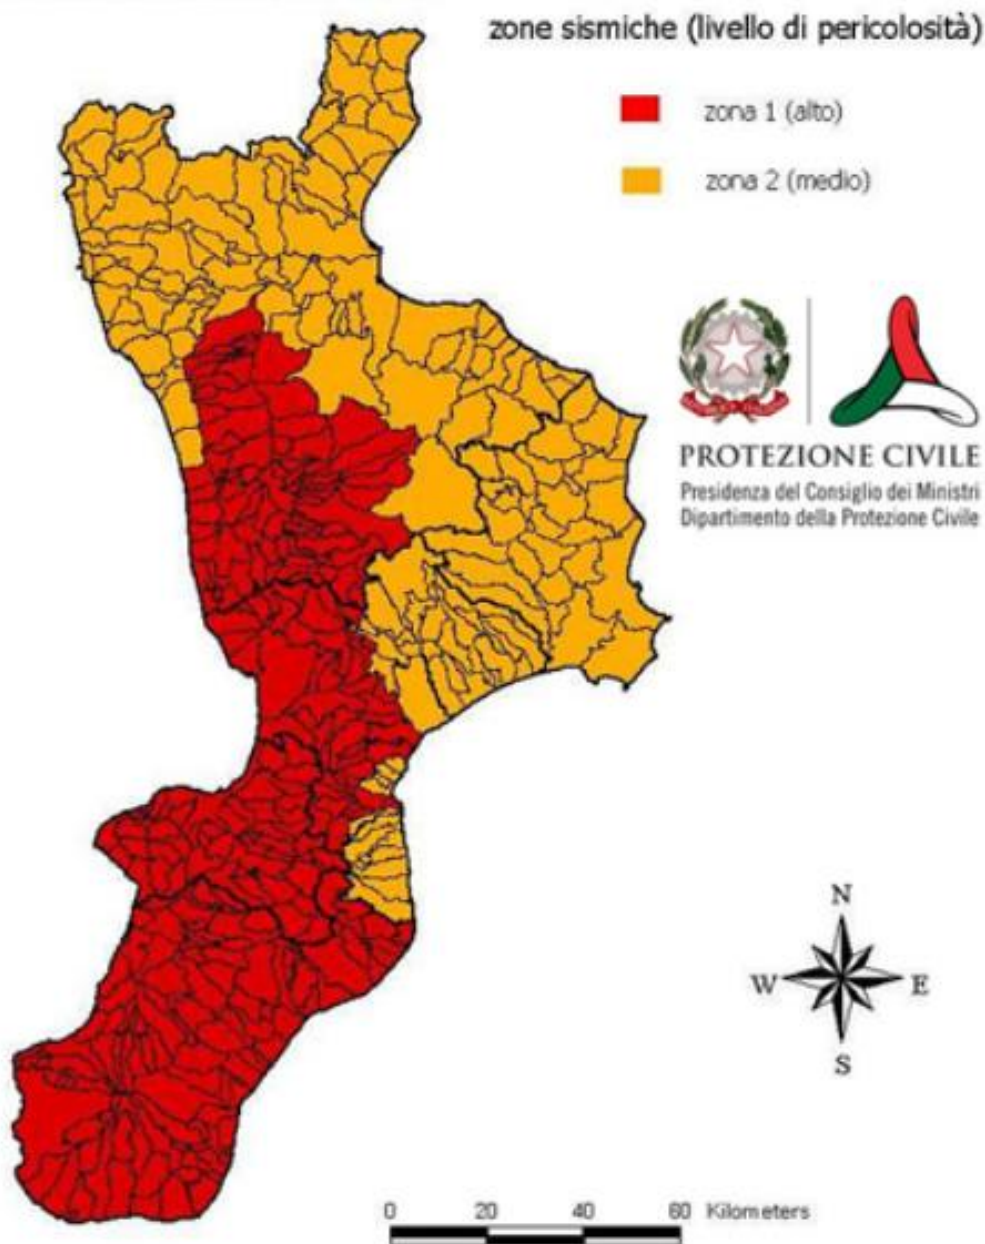 zone sismiche (livello di pericolosità)
zona 1 (alto)
zona 2 (medio)
PROTEZIONE CIVILE
Presidenza del Consiglio dei Ministri
Dipartimento della Protezione Civile
N
W E
S
0 20 40 60 Kilometers